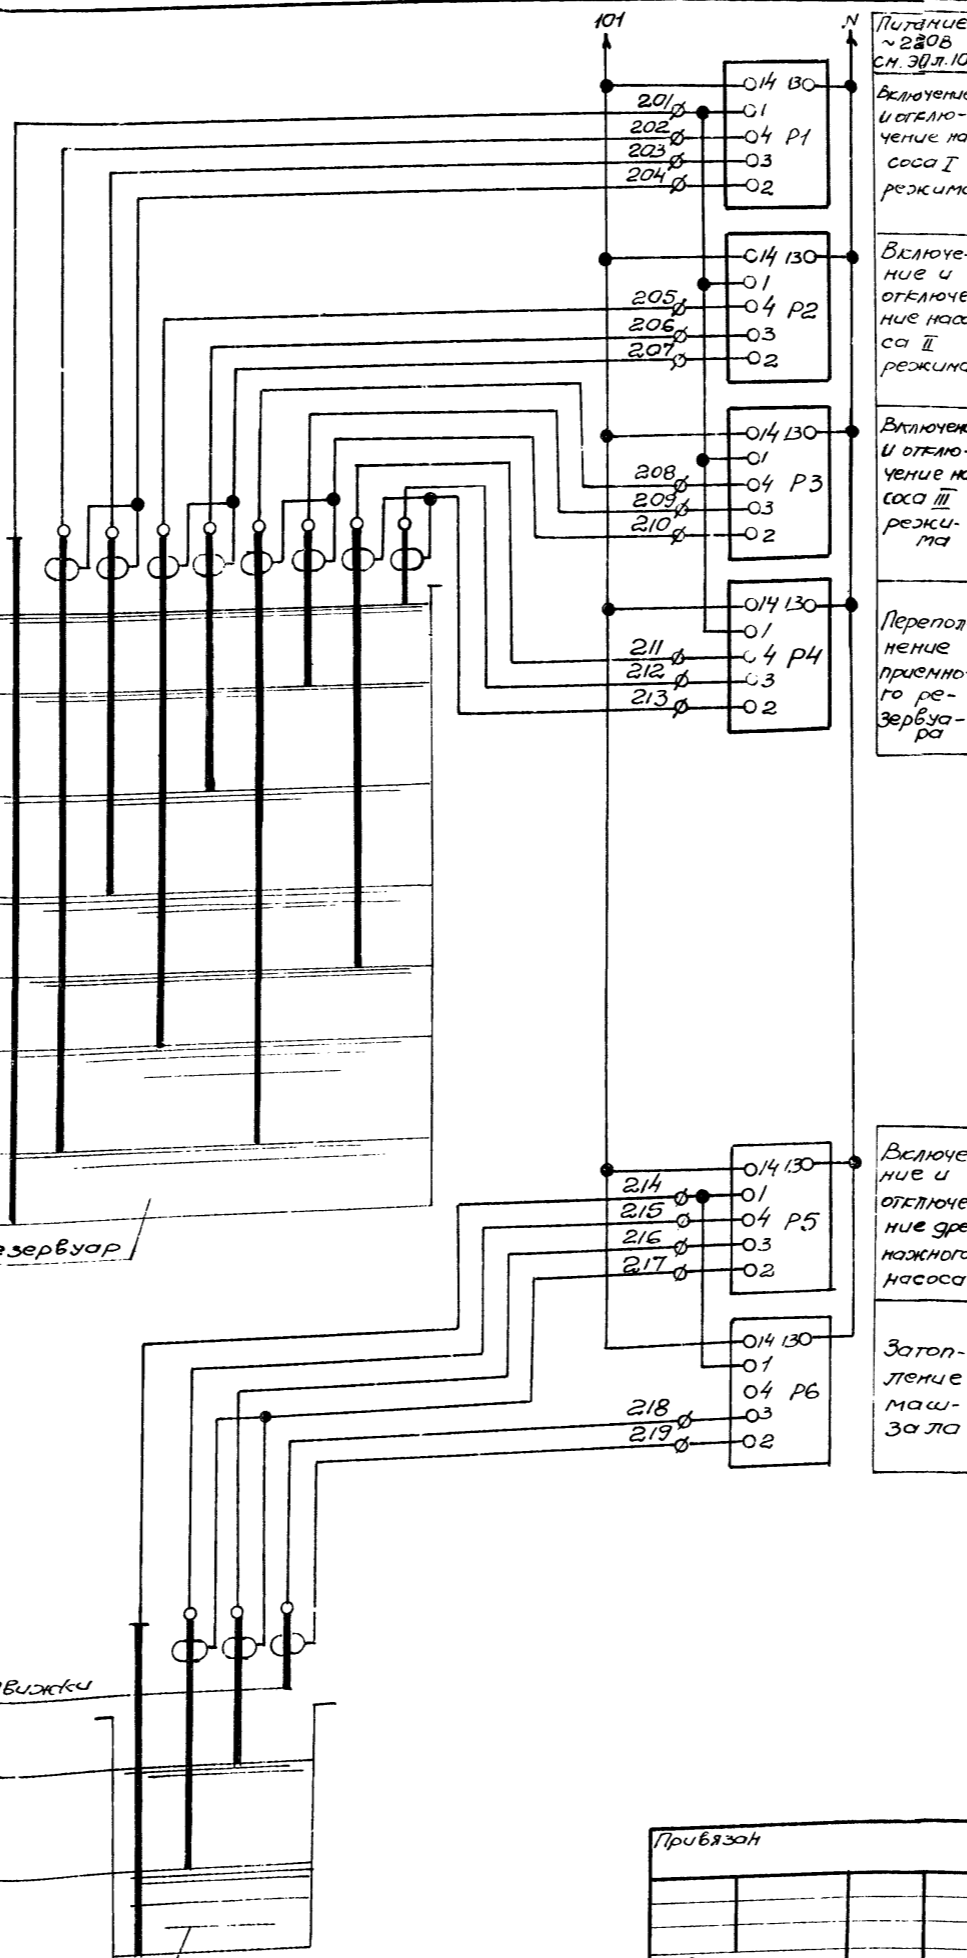 101
N
Питание
~220В
см. ЭП л.10
14 13
201
1
202
4 Р1
203
3
204
2
Включение
и отклю-
чение на
соса I
режима
14 13
1
205
4 Р2
206
3
207
2
Включе-
ние и
отключе
ние насо
са II
режима
14 13
1
208
4 Р3
209
3
210
2
Включен
и отклю-
чение на
соса III
режи-
ма
14 13
1
211
4 Р4
212
3
213
2
Перепол
нение
приемно-
го ре-
зервуа-
ра
14 13
214
1
215
4 Р5
216
3
217
2
Включе
ние и
отключе
ние дре
нажного
насоса
езервуар
14 13
1
4 Р6
218
3
219
2
Затоп-
ление
маш-
зала
вижки
Привязан